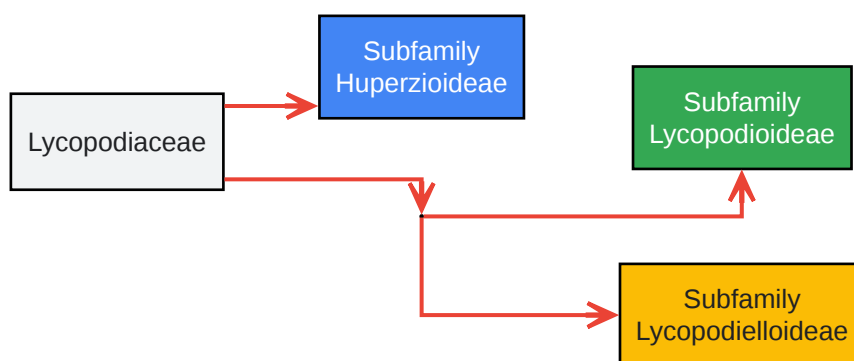 Subfamily
Huperzioideae
Lycopodiaceae
Subfamily
Lycopodioideae
Subfamily
Lycopodielloideae